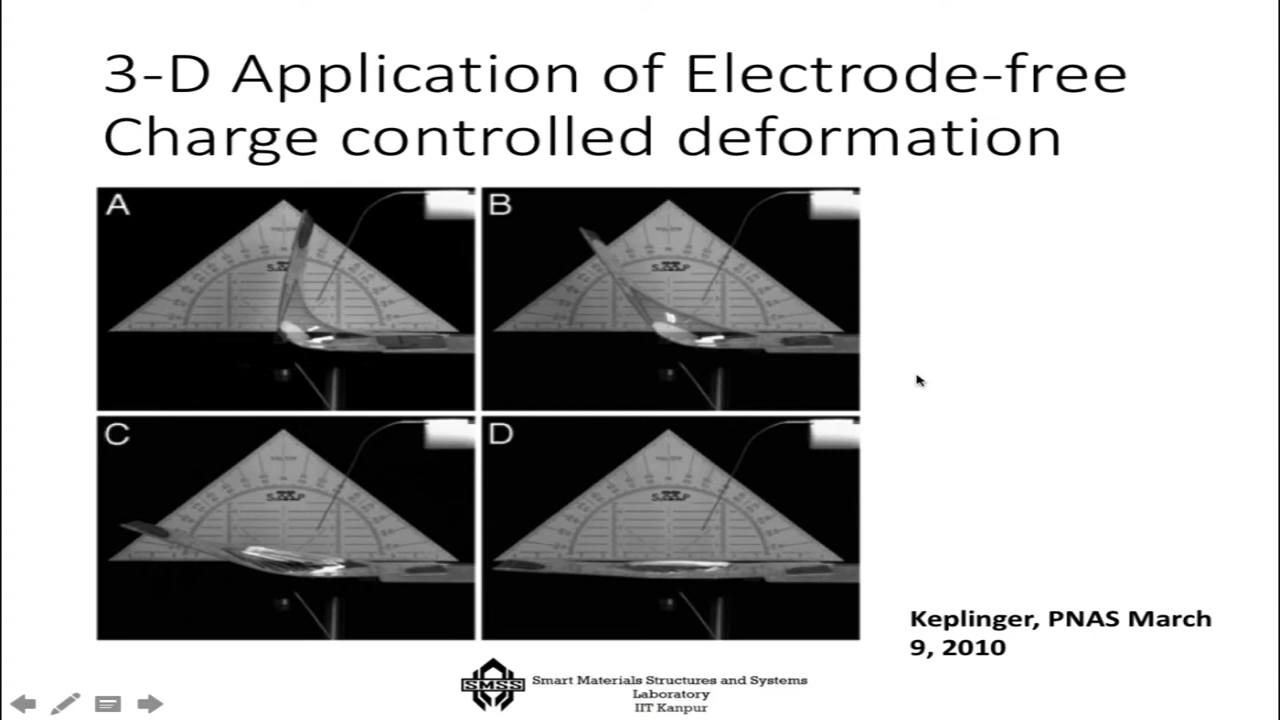 3-D Application of Electrode-free
Charge controlled deformation
A
B
C
D
Keplinger, PNAS March
9, 2010
SMSS
Smart Materials Structures and Systems
Laboratory
IIT Kanpur